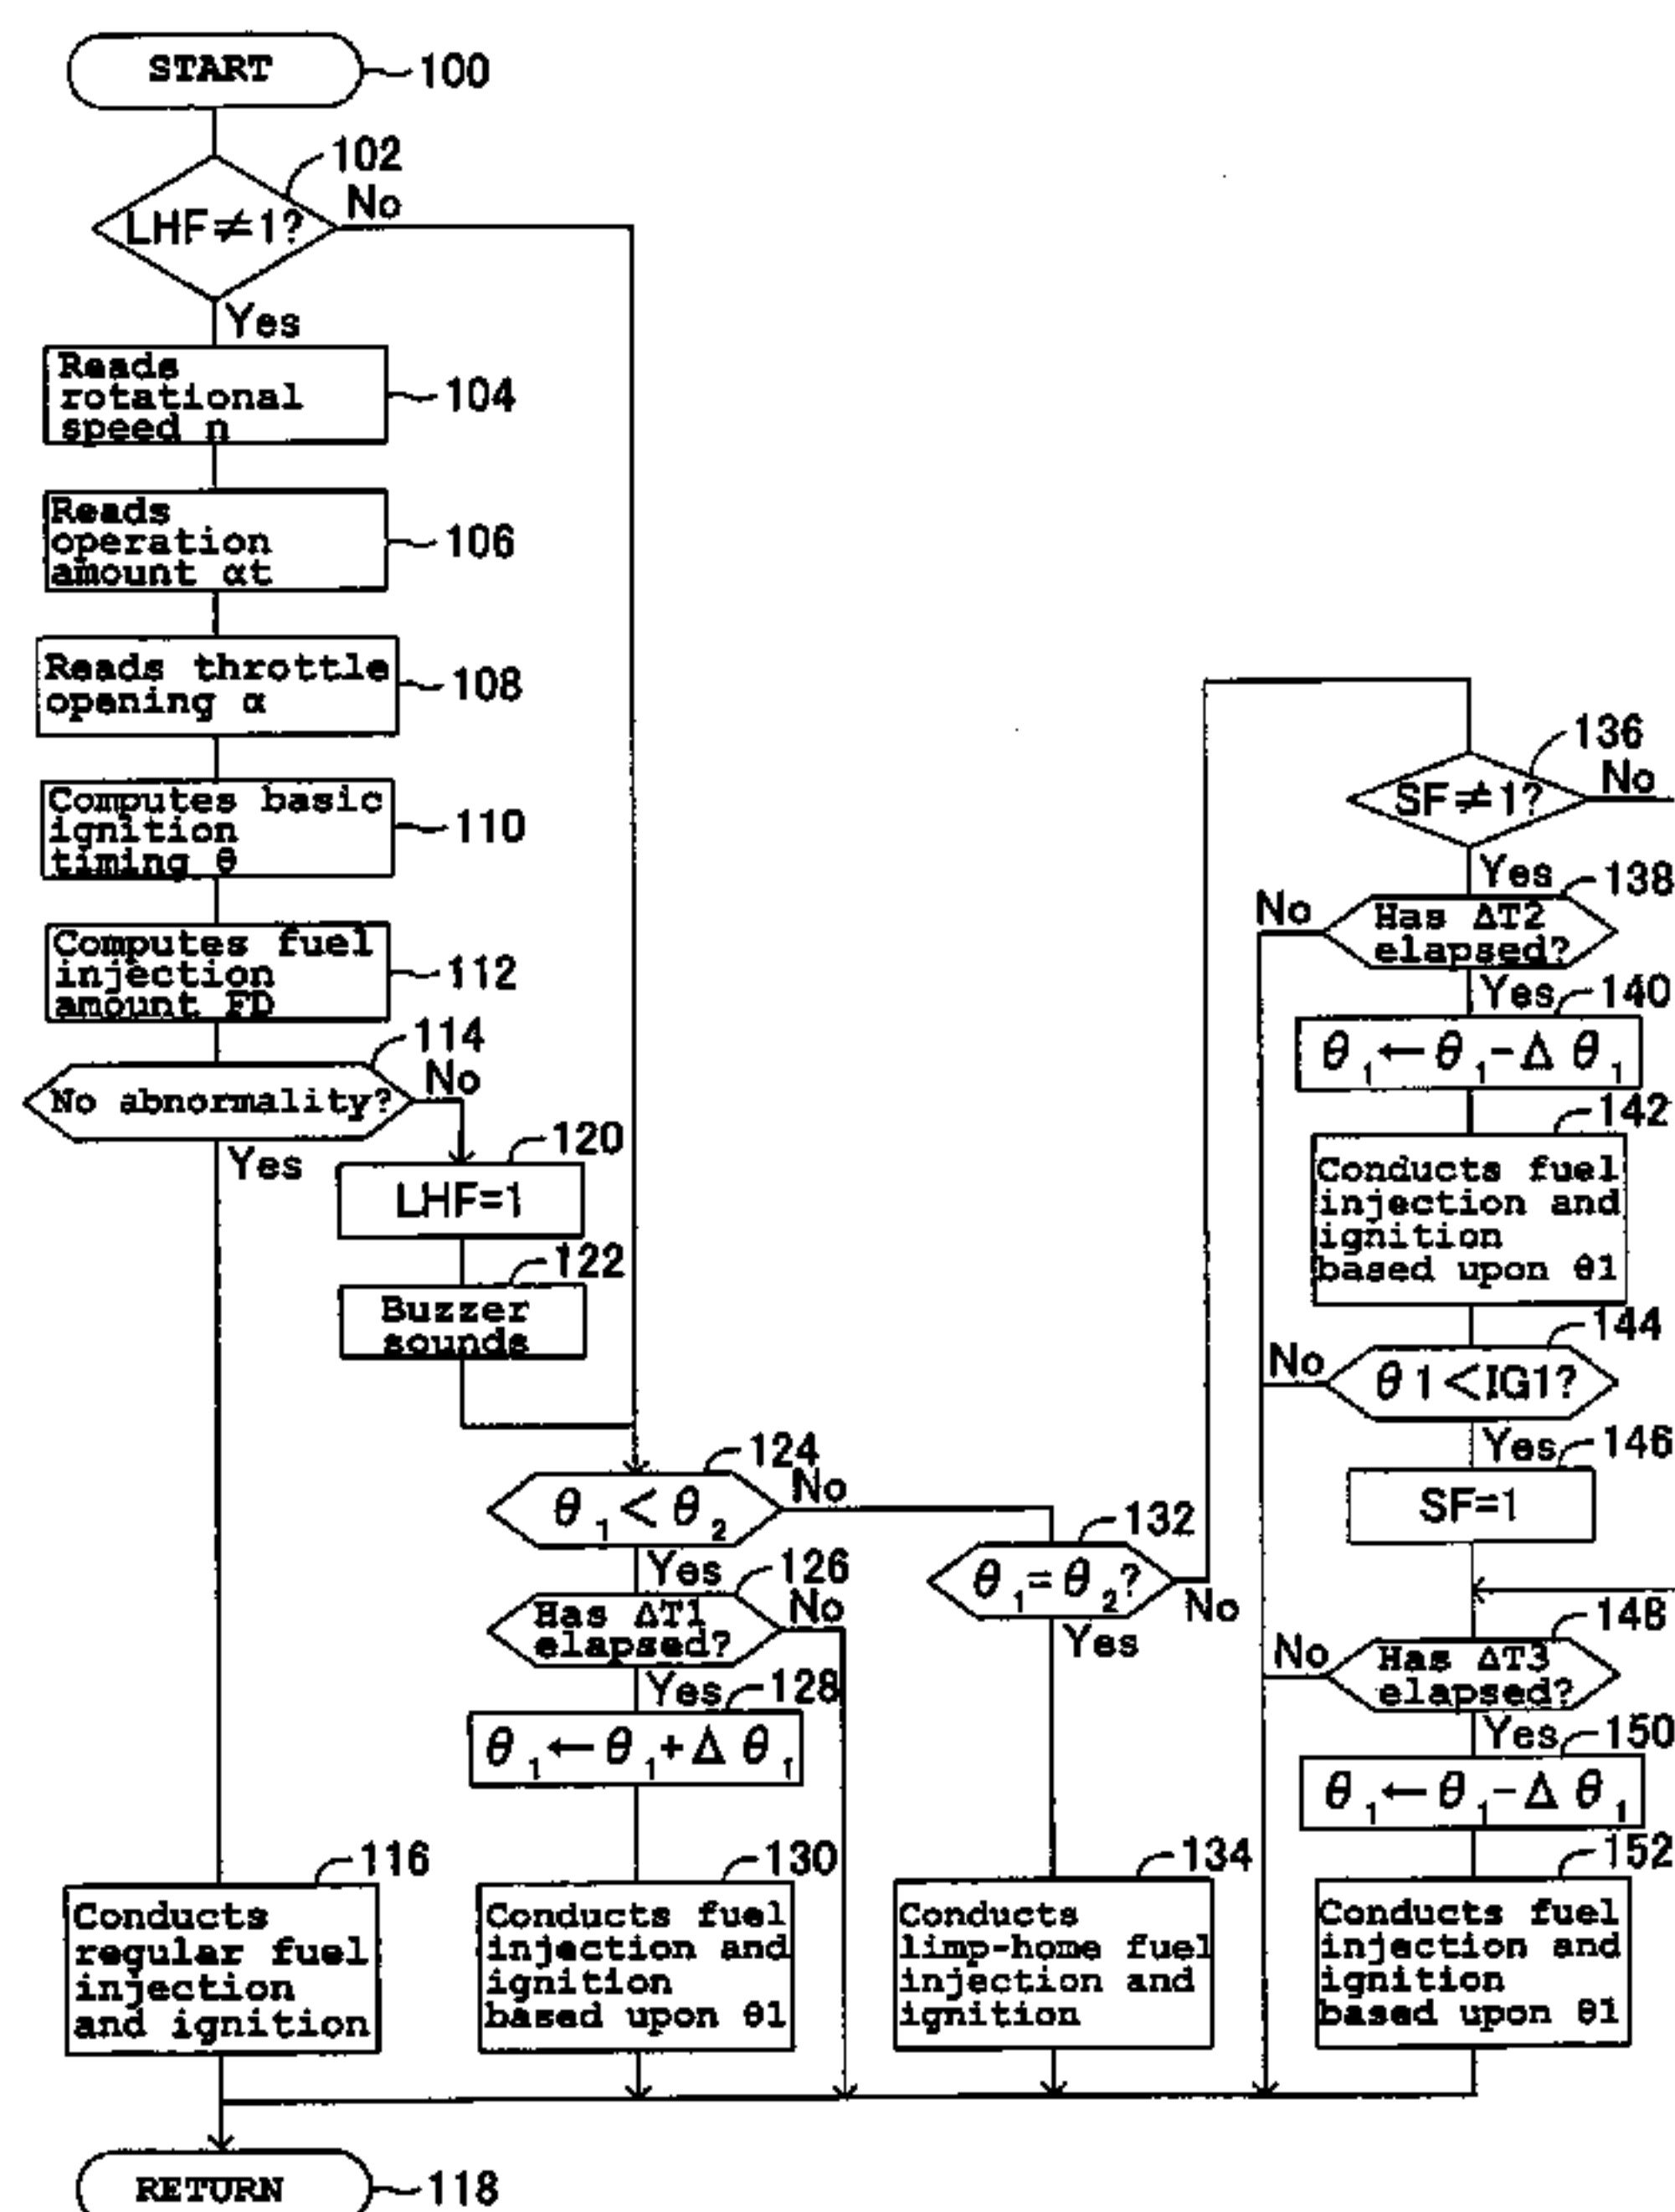 START
100
102
LHF≠1?
No
Yes
Reads
rotational
speed n
104
Reads
operation
amount αt
106
Reads throttle
opening α
108
Computes basic
ignition
timing θ
110
Computes fuel
injection
amount FD
112
114
No abnormality?
No
Yes
120
LHF=1
122
Buzzer
sounds
124
θ₁<θ₂
No
Yes
126
Has ΔT1
elapsed?
No
Yes
128
θ₁←θ₁+Δθ₁
116
Conducts
regular fuel
injection
and ignition
130
Conducts fuel
injection and
ignition
based upon θ1
132
θ₁=θ₂?
No
Yes
134
Conducts
limp-home fuel
injection and
ignition
136
SF≠1?
No
Yes
138
Has ΔT2
elapsed?
No
Yes
140
θ₁←θ₁-Δθ₁
142
Conducts fuel
injection and
ignition
based upon θ1
144
θ1<IG1?
No
Yes
146
SF=1
148
Has ΔT3
elapsed?
No
Yes
150
θ₁←θ₁-Δθ₁
152
Conducts fuel
injection and
ignition
based upon θ1
RETURN
118